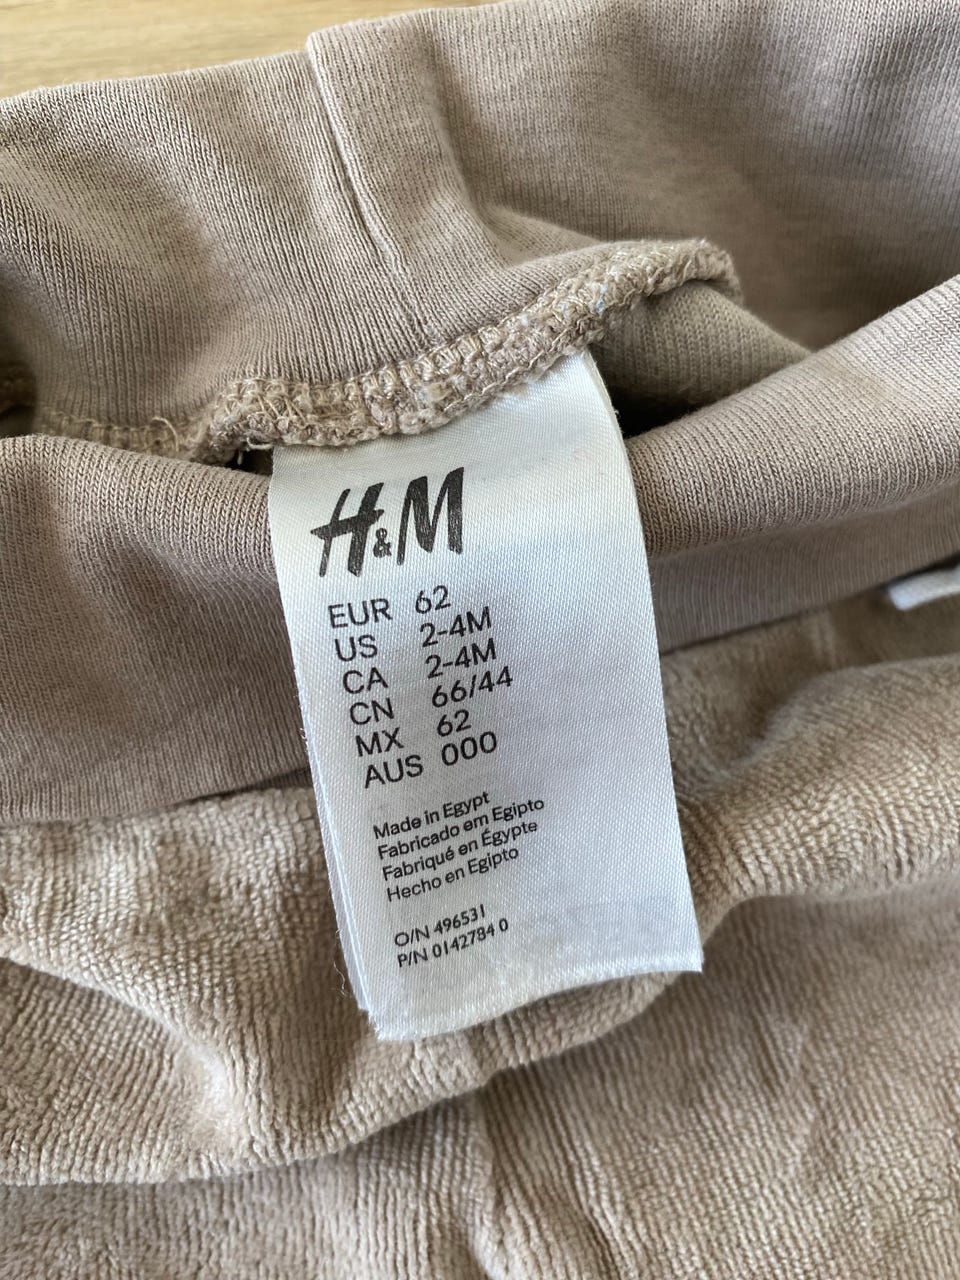 H&M
EUR 62
US 2-4M
CA 2-4M
CN 66/44
MX 62
AUS 000
Made in Egypt
Fabricado em Egipto
Fabriqué en Égypte
Hecho en Egipto
O/N 496531
P/N 0142784 0